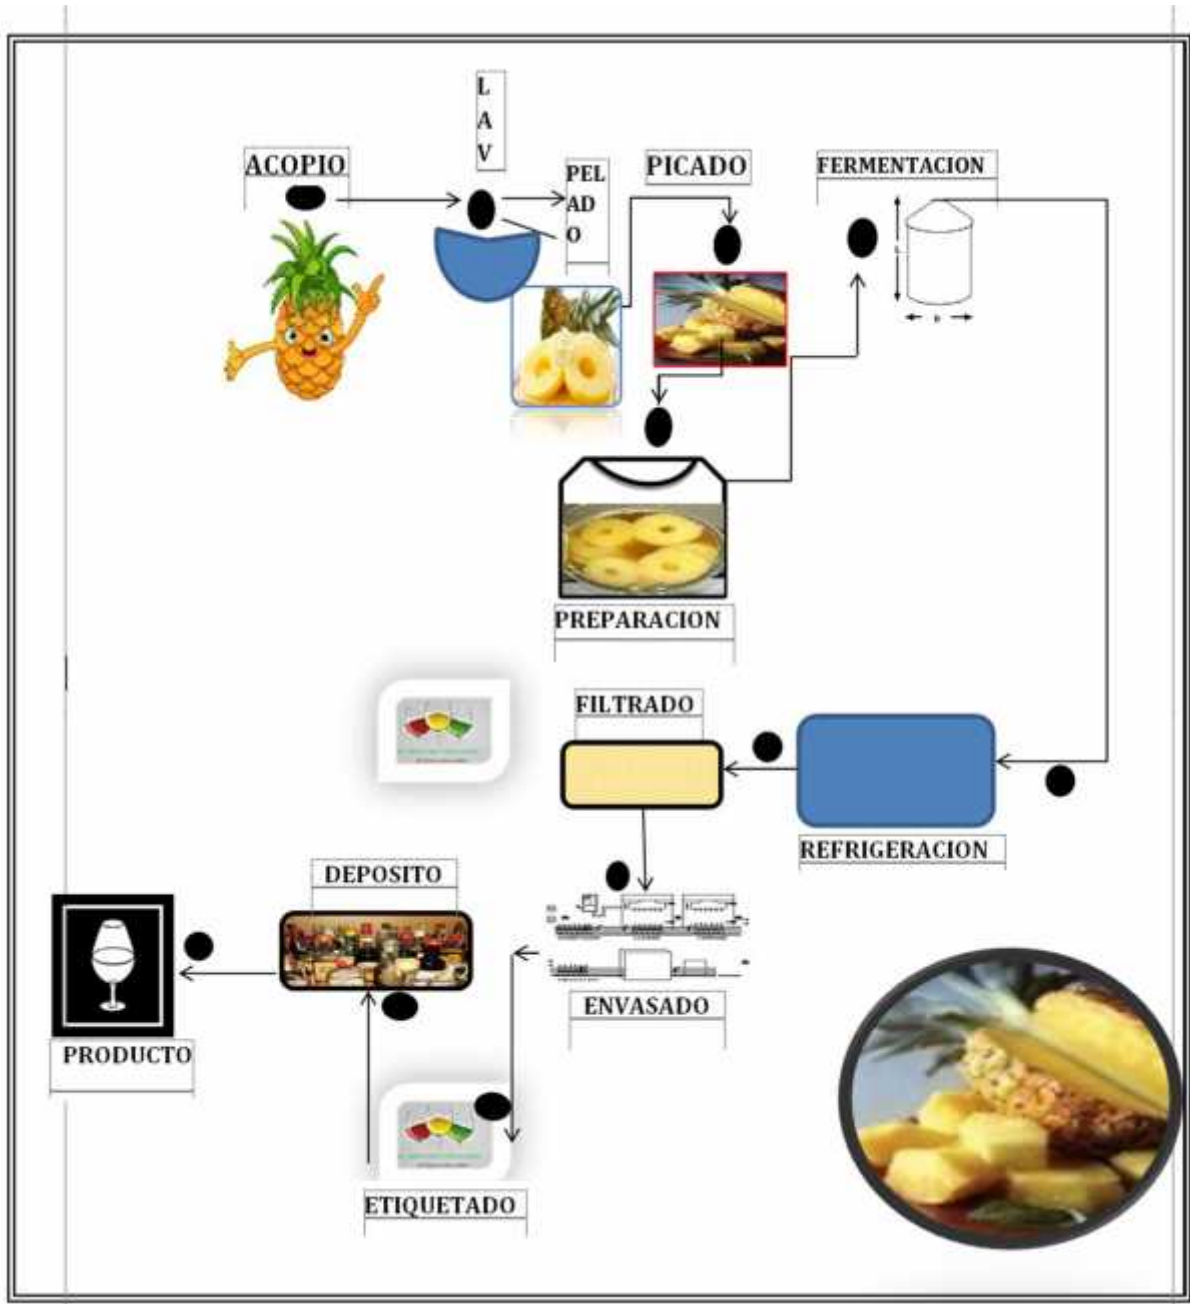 L
A
V
ACOPIO
PEL
AD
O
PICADO
FERMENTACION
PREPARACION
FILTRADO
REFRIGERACION
DEPOSITO
ENVASADO
PRODUCTO
ETIQUETADO